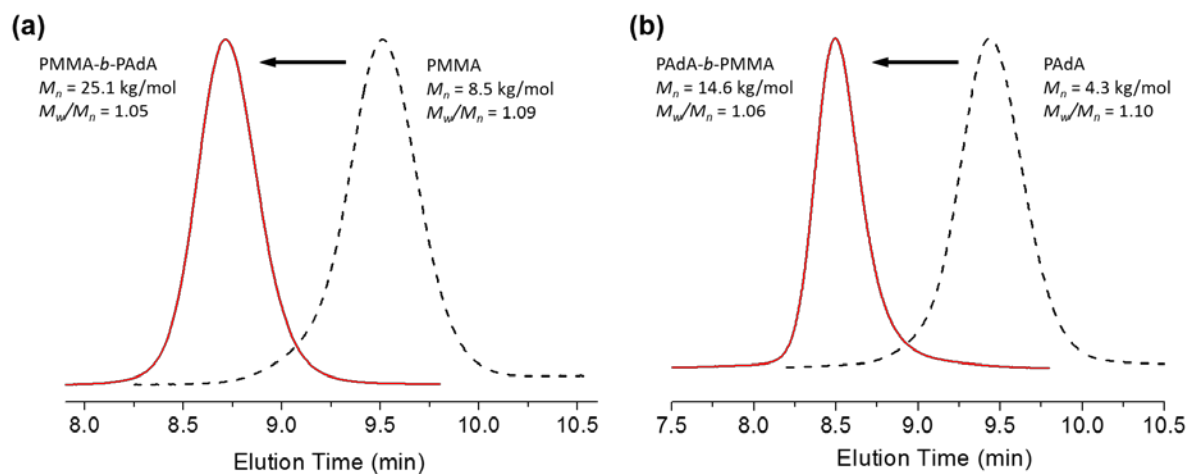 (a)
PMMA-b-PAdA
Mn = 25.1 kg/mol
Mw/Mn = 1.05
PMMA
Mn = 8.5 kg/mol
Mw/Mn = 1.09
8.0 8.5 9.0 9.5 10.0 10.5
Elution Time (min)
(b)
PAdA-b-PMMA
Mn = 14.6 kg/mol
Mw/Mn = 1.06
PAdA
Mn = 4.3 kg/mol
Mw/Mn = 1.10
7.5 8.0 8.5 9.0 9.5 10.0 10.5
Elution Time (min)